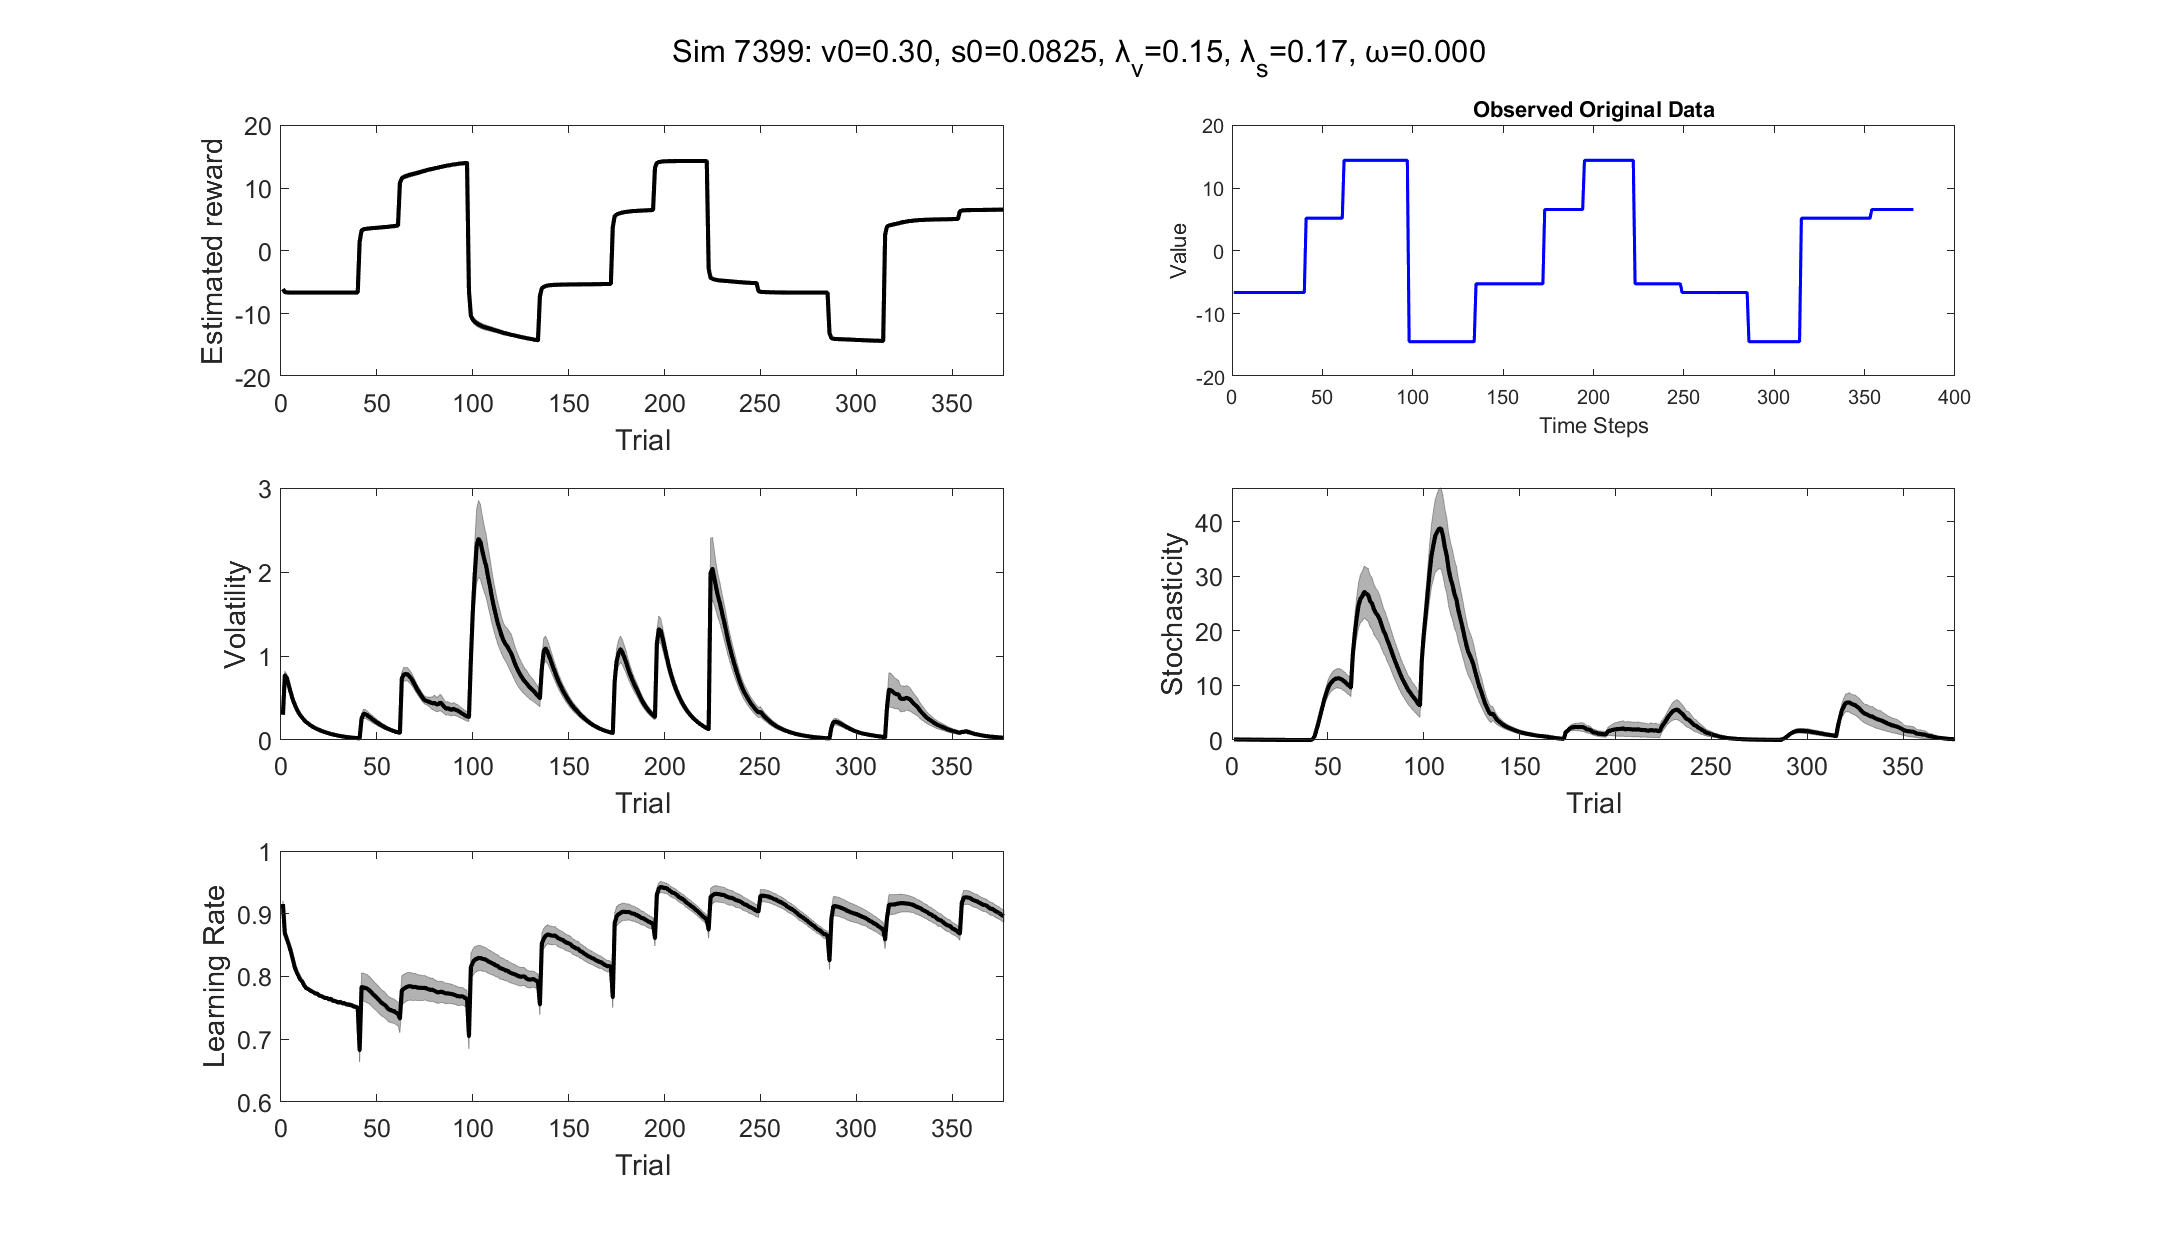 Sim 7399: v0=0.30, s0=0.0825, λ_v=0.15, λ_s=0.17, ω=0.000
Estimated reward
20
10
0
-10
-20
0 50 100 150 200 250 300 350
Trial
Observed Original Data
Value
20
10
0
-10
-20
0 50 100 150 200 250 300 350 400
Time Steps
Volatility
3
2
1
0
0 50 100 150 200 250 300 350
Trial
Stochasticity
40
30
20
10
0
0 50 100 150 200 250 300 350
Trial
Learning Rate
1
0.9
0.8
0.7
0.6
0 50 100 150 200 250 300 350
Trial